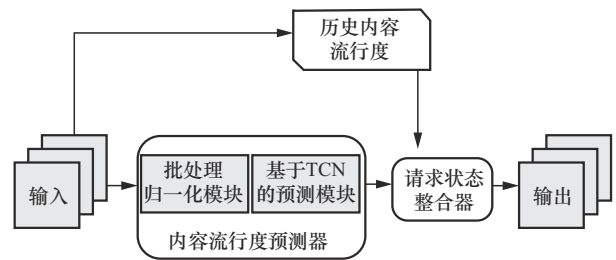 历史内容
流行度
输入
批处理
归一化模块
基于TCN
的预测模块
内容流行度预测器
请求状态
整合器
输出